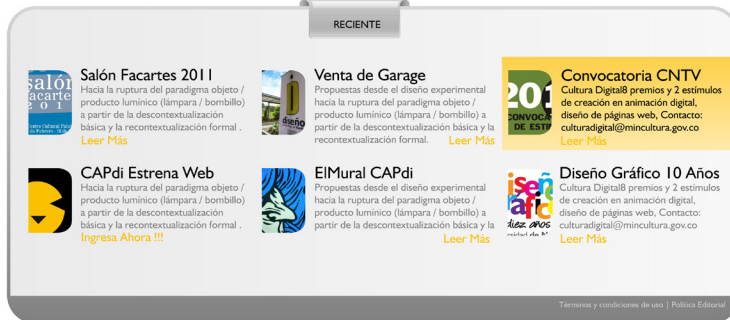 RECIENTE
Salón Facartes 2011
Hacia la ruptura del paradigma objeto /
producto lumínico (lámpara / bombillo)
a partir de la descontextualización
básica y la recontextualización formal .
Leer Más
Venta de Garage
Propuestas desde el diseño experimental
hacia la ruptura del paradigma objeto /
producto lumínico (lámpara / bombillo) a
partir de la descontextualización básica y la
recontextualización formal. Leer Más
Convocatoria CNTV
Cultura Digital8 premios y 2 estímulos
de creación en animación digital,
diseño de páginas web, Contacto:
culturadigital@mincultura.gov.co
Leer Más
CAPdi Estrena Web
Hacia la ruptura del paradigma objeto /
producto lumínico (lámpara / bombillo)
a partir de la descontextualización
básica y la recontextualización formal .
Ingresa Ahora !!!
ElMural CAPdi
Propuestas desde el diseño experimental
hacia la ruptura del paradigma objeto /
producto lumínico (lámpara / bombillo) a
partir de la descontextualización básica y la
Leer Más
Diseño Gráfico 10 Años
Cultura Digital8 premios y 2 estímulos
de creación en animación digital,
diseño de páginas web, Contacto:
culturadigital@mincultura.gov.co
Leer Más
diez años
Términos y condiciones de uso | Política Editorial